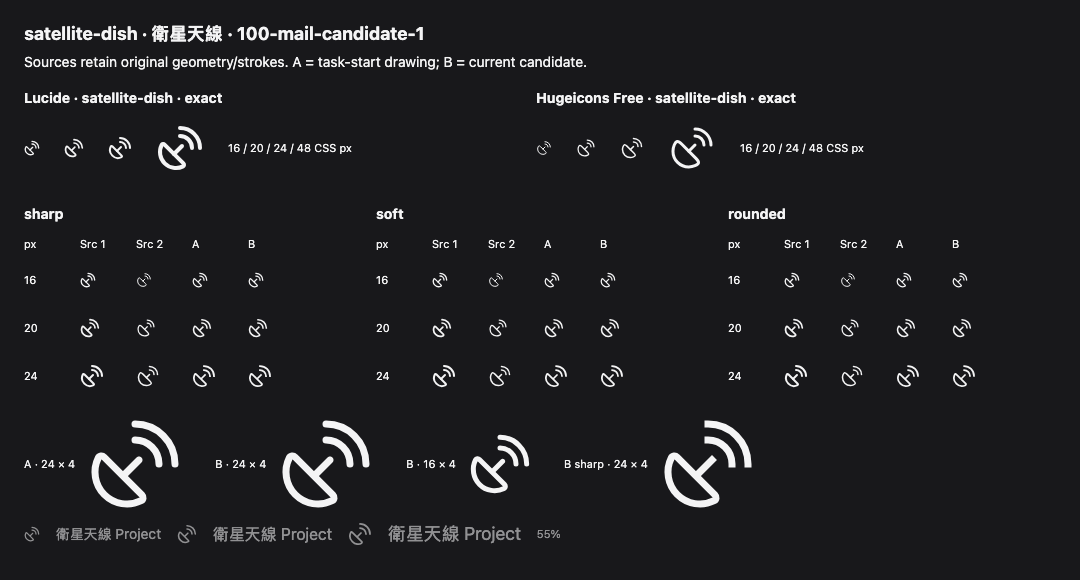 satellite-dish · 衛星天線 · 100-mail-candidate-1
Sources retain original geometry/strokes. A = task-start drawing; B = current candidate.
Lucide · satellite-dish · exact
16 / 20 / 24 / 48 CSS px
Hugeicons Free · satellite-dish · exact
16 / 20 / 24 / 48 CSS px
sharp
px Src 1 Src 2 A B
16
20
24
soft
px Src 1 Src 2 A B
16
20
24
rounded
px Src 1 Src 2 A B
16
20
24
A · 24 × 4
B · 24 × 4
B · 16 × 4
B sharp · 24 × 4
衛星天線 Project 衛星天線 Project 衛星天線 Project 55%